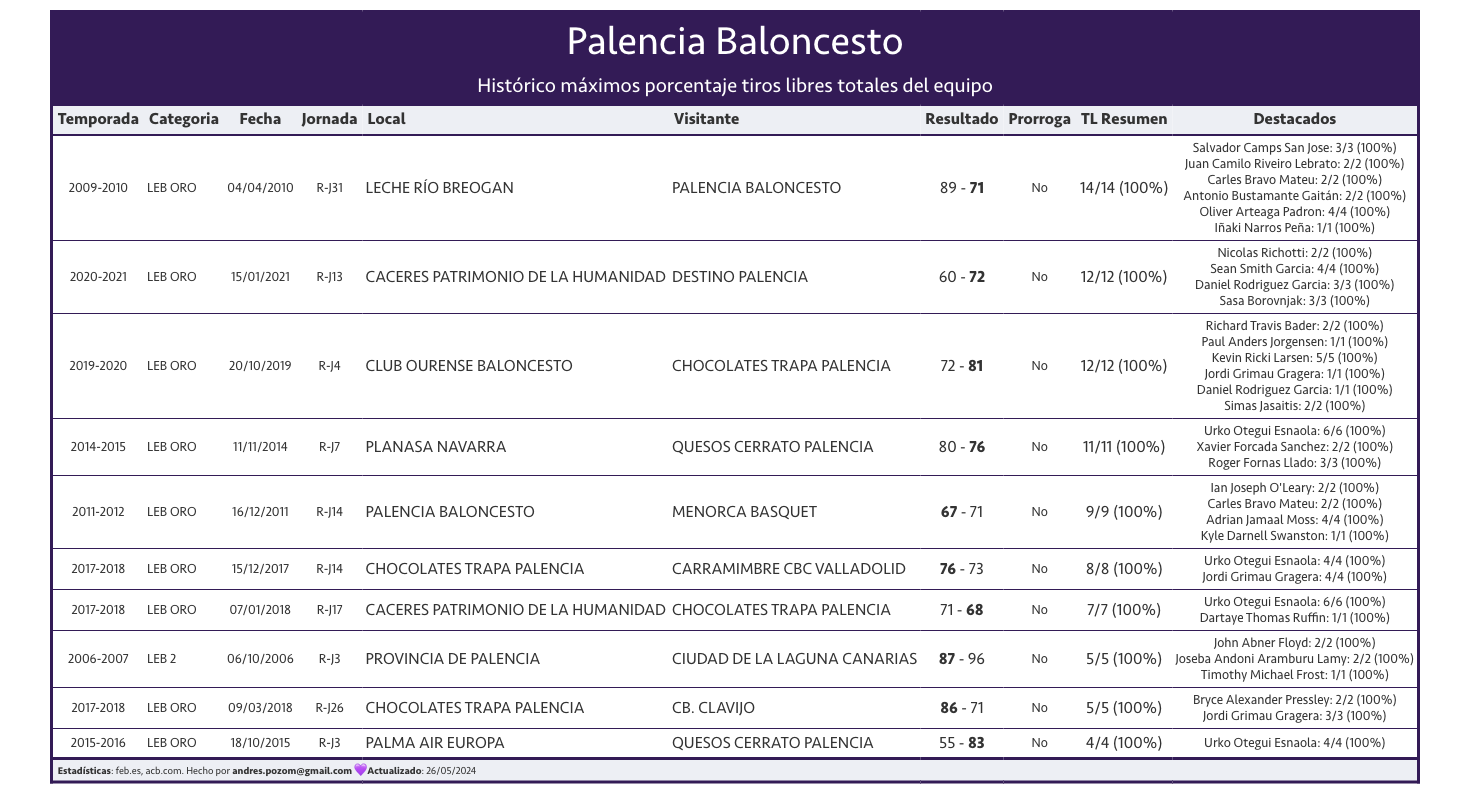 Palencia Baloncesto
Histórico máximos porcentaje tiros libres totales del equipo
Temporada Categoria Fecha Jornada Local Visitante Resultado Prorroga TL Resumen Destacados
2009-2010 LEB ORO 04/04/2010 R-J31 LECHE RÍO BREOGAN PALENCIA BALONCESTO 89 - 71 No 14/14 (100%)
Salvador Camps San Jose: 3/3 (100%)
Juan Camilo Riveiro Lebrato: 2/2 (100%)
Carles Bravo Mateu: 2/2 (100%)
Antonio Bustamante Gaitán: 2/2 (100%)
Oliver Arteaga Padron: 4/4 (100%)
Iñaki Narros Peña: 1/1 (100%)
2020-2021 LEB ORO 15/01/2021 R-J13 CACERES PATRIMONIO DE LA HUMANIDAD DESTINO PALENCIA 60 - 72 No 12/12 (100%)
Nicolas Richotti: 2/2 (100%)
Sean Smith Garcia: 4/4 (100%)
Daniel Rodriguez Garcia: 3/3 (100%)
Sasa Borovnjak: 3/3 (100%)
2019-2020 LEB ORO 20/10/2019 R-J4 CLUB OURENSE BALONCESTO CHOCOLATES TRAPA PALENCIA 72 - 81 No 12/12 (100%)
Richard Travis Bader: 2/2 (100%)
Paul Anders Jorgensen: 1/1 (100%)
Kevin Ricki Larsen: 5/5 (100%)
Jordi Grimau Gragera: 1/1 (100%)
Daniel Rodriguez Garcia: 1/1 (100%)
Simas Jasaitis: 2/2 (100%)
2014-2015 LEB ORO 11/11/2014 R-J7 PLANASA NAVARRA QUESOS CERRATO PALENCIA 80 - 76 No 11/11 (100%)
Urko Otegui Esnaola: 6/6 (100%)
Xavier Forcada Sanchez: 2/2 (100%)
Roger Fornas Llado: 3/3 (100%)
2011-2012 LEB ORO 16/12/2011 R-J14 PALENCIA BALONCESTO MENORCA BASQUET 67 - 71 No 9/9 (100%)
Ian Joseph O'Leary: 2/2 (100%)
Carles Bravo Mateu: 2/2 (100%)
Adrian Jamaal Moss: 4/4 (100%)
Kyle Darnell Swanston: 1/1 (100%)
2017-2018 LEB ORO 15/12/2017 R-J14 CHOCOLATES TRAPA PALENCIA CARRAMIMBRE CBC VALLADOLID 76 - 73 No 8/8 (100%)
Urko Otegui Esnaola: 4/4 (100%)
Jordi Grimau Gragera: 4/4 (100%)
2017-2018 LEB ORO 07/01/2018 R-J17 CACERES PATRIMONIO DE LA HUMANIDAD CHOCOLATES TRAPA PALENCIA 71 - 68 No 7/7 (100%)
Urko Otegui Esnaola: 6/6 (100%)
Dartaye Thomas Ruffin: 1/1 (100%)
2006-2007 LEB 2 06/10/2006 R-J3 PROVINCIA DE PALENCIA CIUDAD DE LA LAGUNA CANARIAS 87 - 96 No 5/5 (100%)
John Abner Floyd: 2/2 (100%)
Joseba Andoni Aramburu Lamy: 2/2 (100%)
Timothy Michael Frost: 1/1 (100%)
2017-2018 LEB ORO 09/03/2018 R-J26 CHOCOLATES TRAPA PALENCIA CB. CLAVIJO 86 - 71 No 5/5 (100%)
Bryce Alexander Pressley: 2/2 (100%)
Jordi Grimau Gragera: 3/3 (100%)
2015-2016 LEB ORO 18/10/2015 R-J3 PALMA AIR EUROPA QUESOS CERRATO PALENCIA 55 - 83 No 4/4 (100%) Urko Otegui Esnaola: 4/4 (100%)
Estadísticas: feb.es, acb.com. Hecho por andres.pozom@gmail.com 💜Actualizado: 26/05/2024